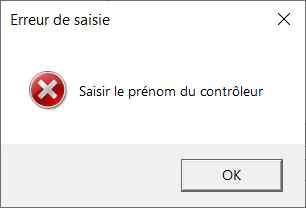 Erreur de saisie
Saisir le prénom du contrôleur
OK